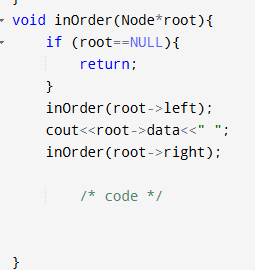 }
void inOrder(Node*root){
    if (root==NULL){
        return;
    }
    inOrder(root->left);
    cout<<root->data<<" ";
    inOrder(root->right);
        /* code */
}